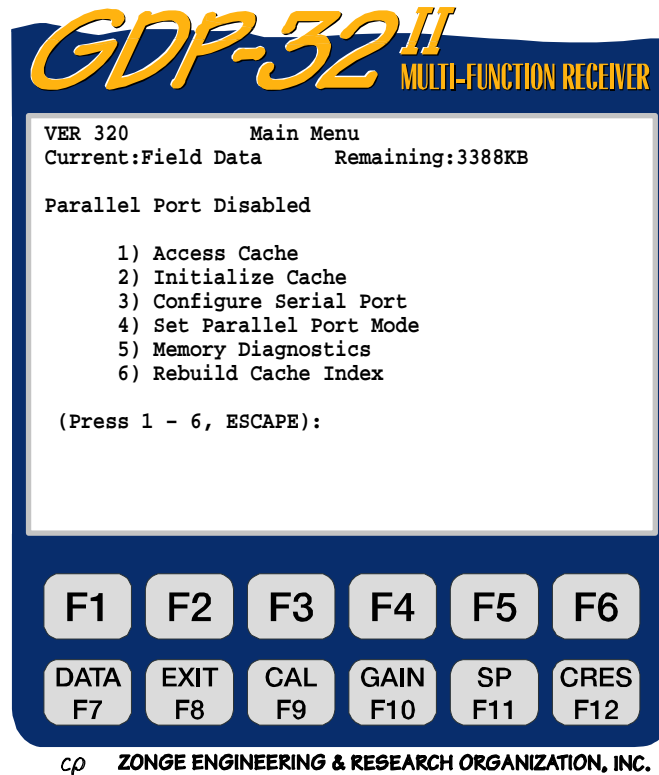 GDP-32 II
MULTI-FUNCTION RECEIVER
VER 320 Main Menu
Current:Field Data Remaining:3388KB
Parallel Port Disabled
1) Access Cache
2) Initialize Cache
3) Configure Serial Port
4) Set Parallel Port Mode
5) Memory Diagnostics
6) Rebuild Cache Index
(Press 1 - 6, ESCAPE):
F1 F2 F3 F4 F5 F6
DATA EXIT CAL GAIN SP CRES
F7 F8 F9 F10 F11 F12
ZONGE ENGINEERING & RESEARCH ORGANIZATION, INC.